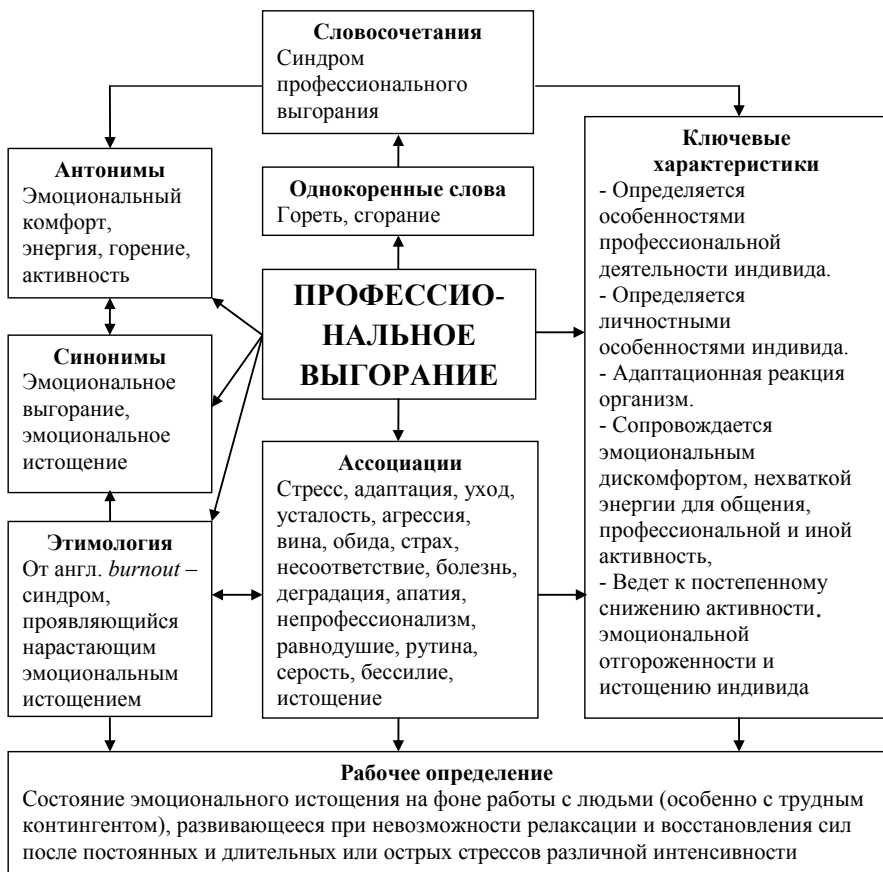 Словосочетания
Синдром
профессионального
выгорания
Антонимы
Эмоциональный
комфорт,
энергия, горение,
активность
Однокоренные слова
Гореть, сгорание
ПРОФЕССИО-
НАЛЬНОЕ
ВЫГОРАНИЕ
Синонимы
Эмоциональное
выгорание,
эмоциональное
истощение
Этимология
От англ. burnout –
синдром,
проявляющийся
нарастающим
эмоциональным
истощением
Ассоциации
Стресс, адаптация, уход,
усталость, агрессия,
вина, обида, страх,
несоответствие, болезнь,
деградация, апатия,
непрофессионализм,
равнодушие, рутина,
серость, бессилие,
истощение
Ключевые
характеристики
- Определяется
особенностями
профессиональной
деятельности индивида.
- Определяется
личностными
особенностями индивида.
- Адаптационная реакция
организм.
- Сопровождается
эмоциональным
дискомфортом, нехваткой
энергии для общения,
профессиональной и иной
активность,
- Ведет к постепенному
снижению активности.
эмоциональной
отгороженности и
истощению индивида
Рабочее определение
Состояние эмоционального истощения на фоне работы с людьми (особенно с трудным
контингентом), развивающееся при невозможности релаксации и восстановления сил
после постоянных и длительных или острых стрессов различной интенсивности